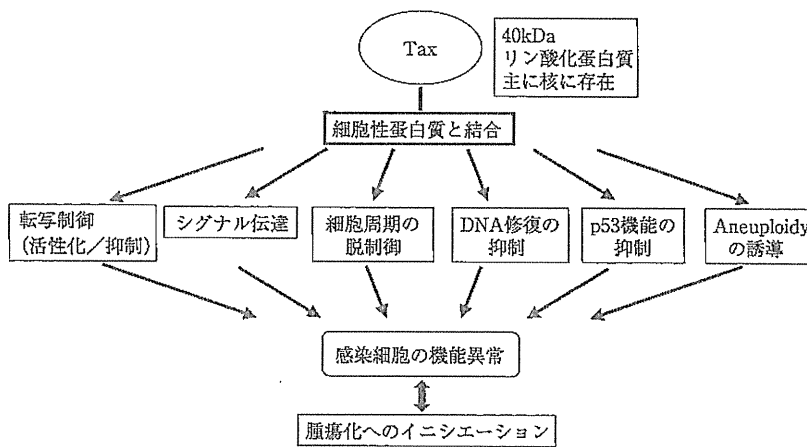 Tax
40kDa
リン酸化蛋白質
主に核に存在
細胞性蛋白質と結合
転写制御
(活性化／抑制)
シグナル伝達
細胞周期の
脱制御
DNA修復の
抑制
p53機能の
抑制
Aneuploidy
の誘導
感染細胞の機能異常
腫瘍化へのイニシエーション